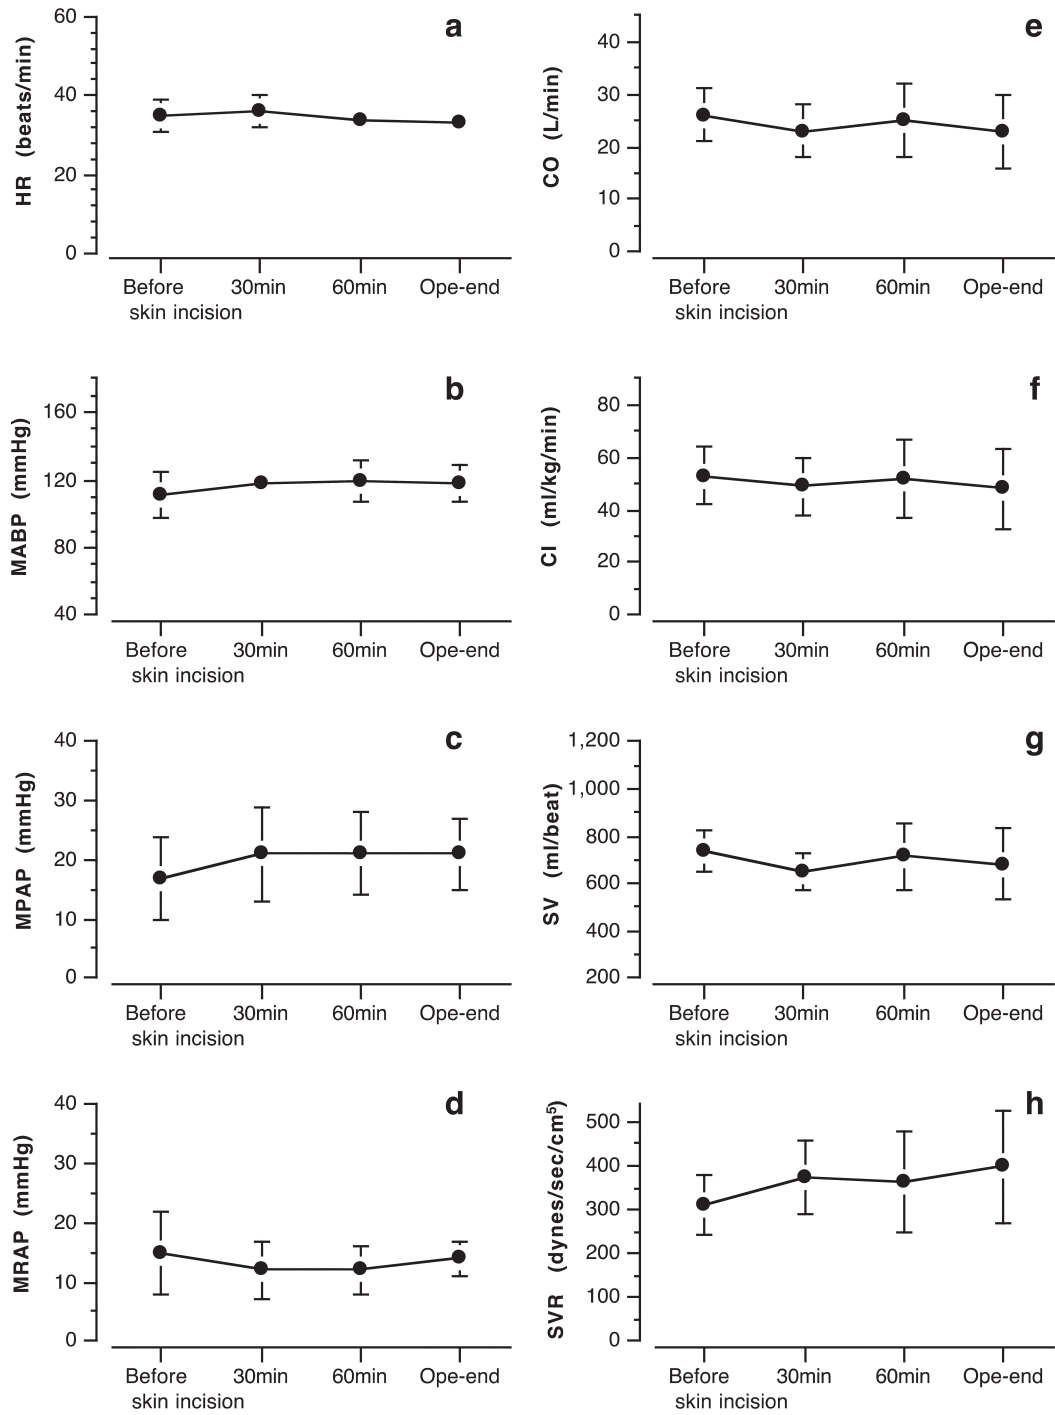 a
HR (beats/min)
60
40
20
0
Before
skin incision
30min
60min
Ope-end
e
CO (L/min)
40
30
20
10
0
Before
skin incision
30min
60min
Ope-end
b
MABP (mmHg)
160
120
80
40
Before
skin incision
30min
60min
Ope-end
f
CI (ml/kg/min)
80
60
40
20
0
Before
skin incision
30min
60min
Ope-end
c
MPAP (mmHg)
40
30
20
10
0
Before
skin incision
30min
60min
Ope-end
g
SV (ml/beat)
1,200
1,000
800
600
400
200
Before
skin incision
30min
60min
Ope-end
d
MRAP (mmHg)
40
30
20
10
0
Before
skin incision
30min
60min
Ope-end
h
SVR (dynes/sec/cm⁵)
500
400
300
200
100
0
Before
skin incision
30min
60min
Ope-end